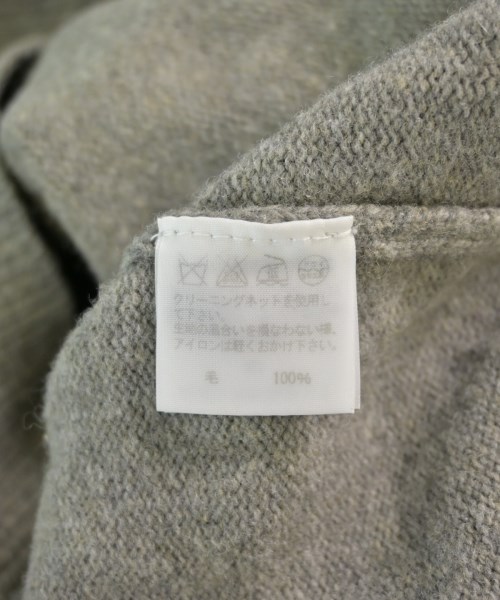 クリーニングネットを使用し
て下さい。
生地の風合いを損なわない様、
アイロンは軽くおかけ下さい。
毛 100%